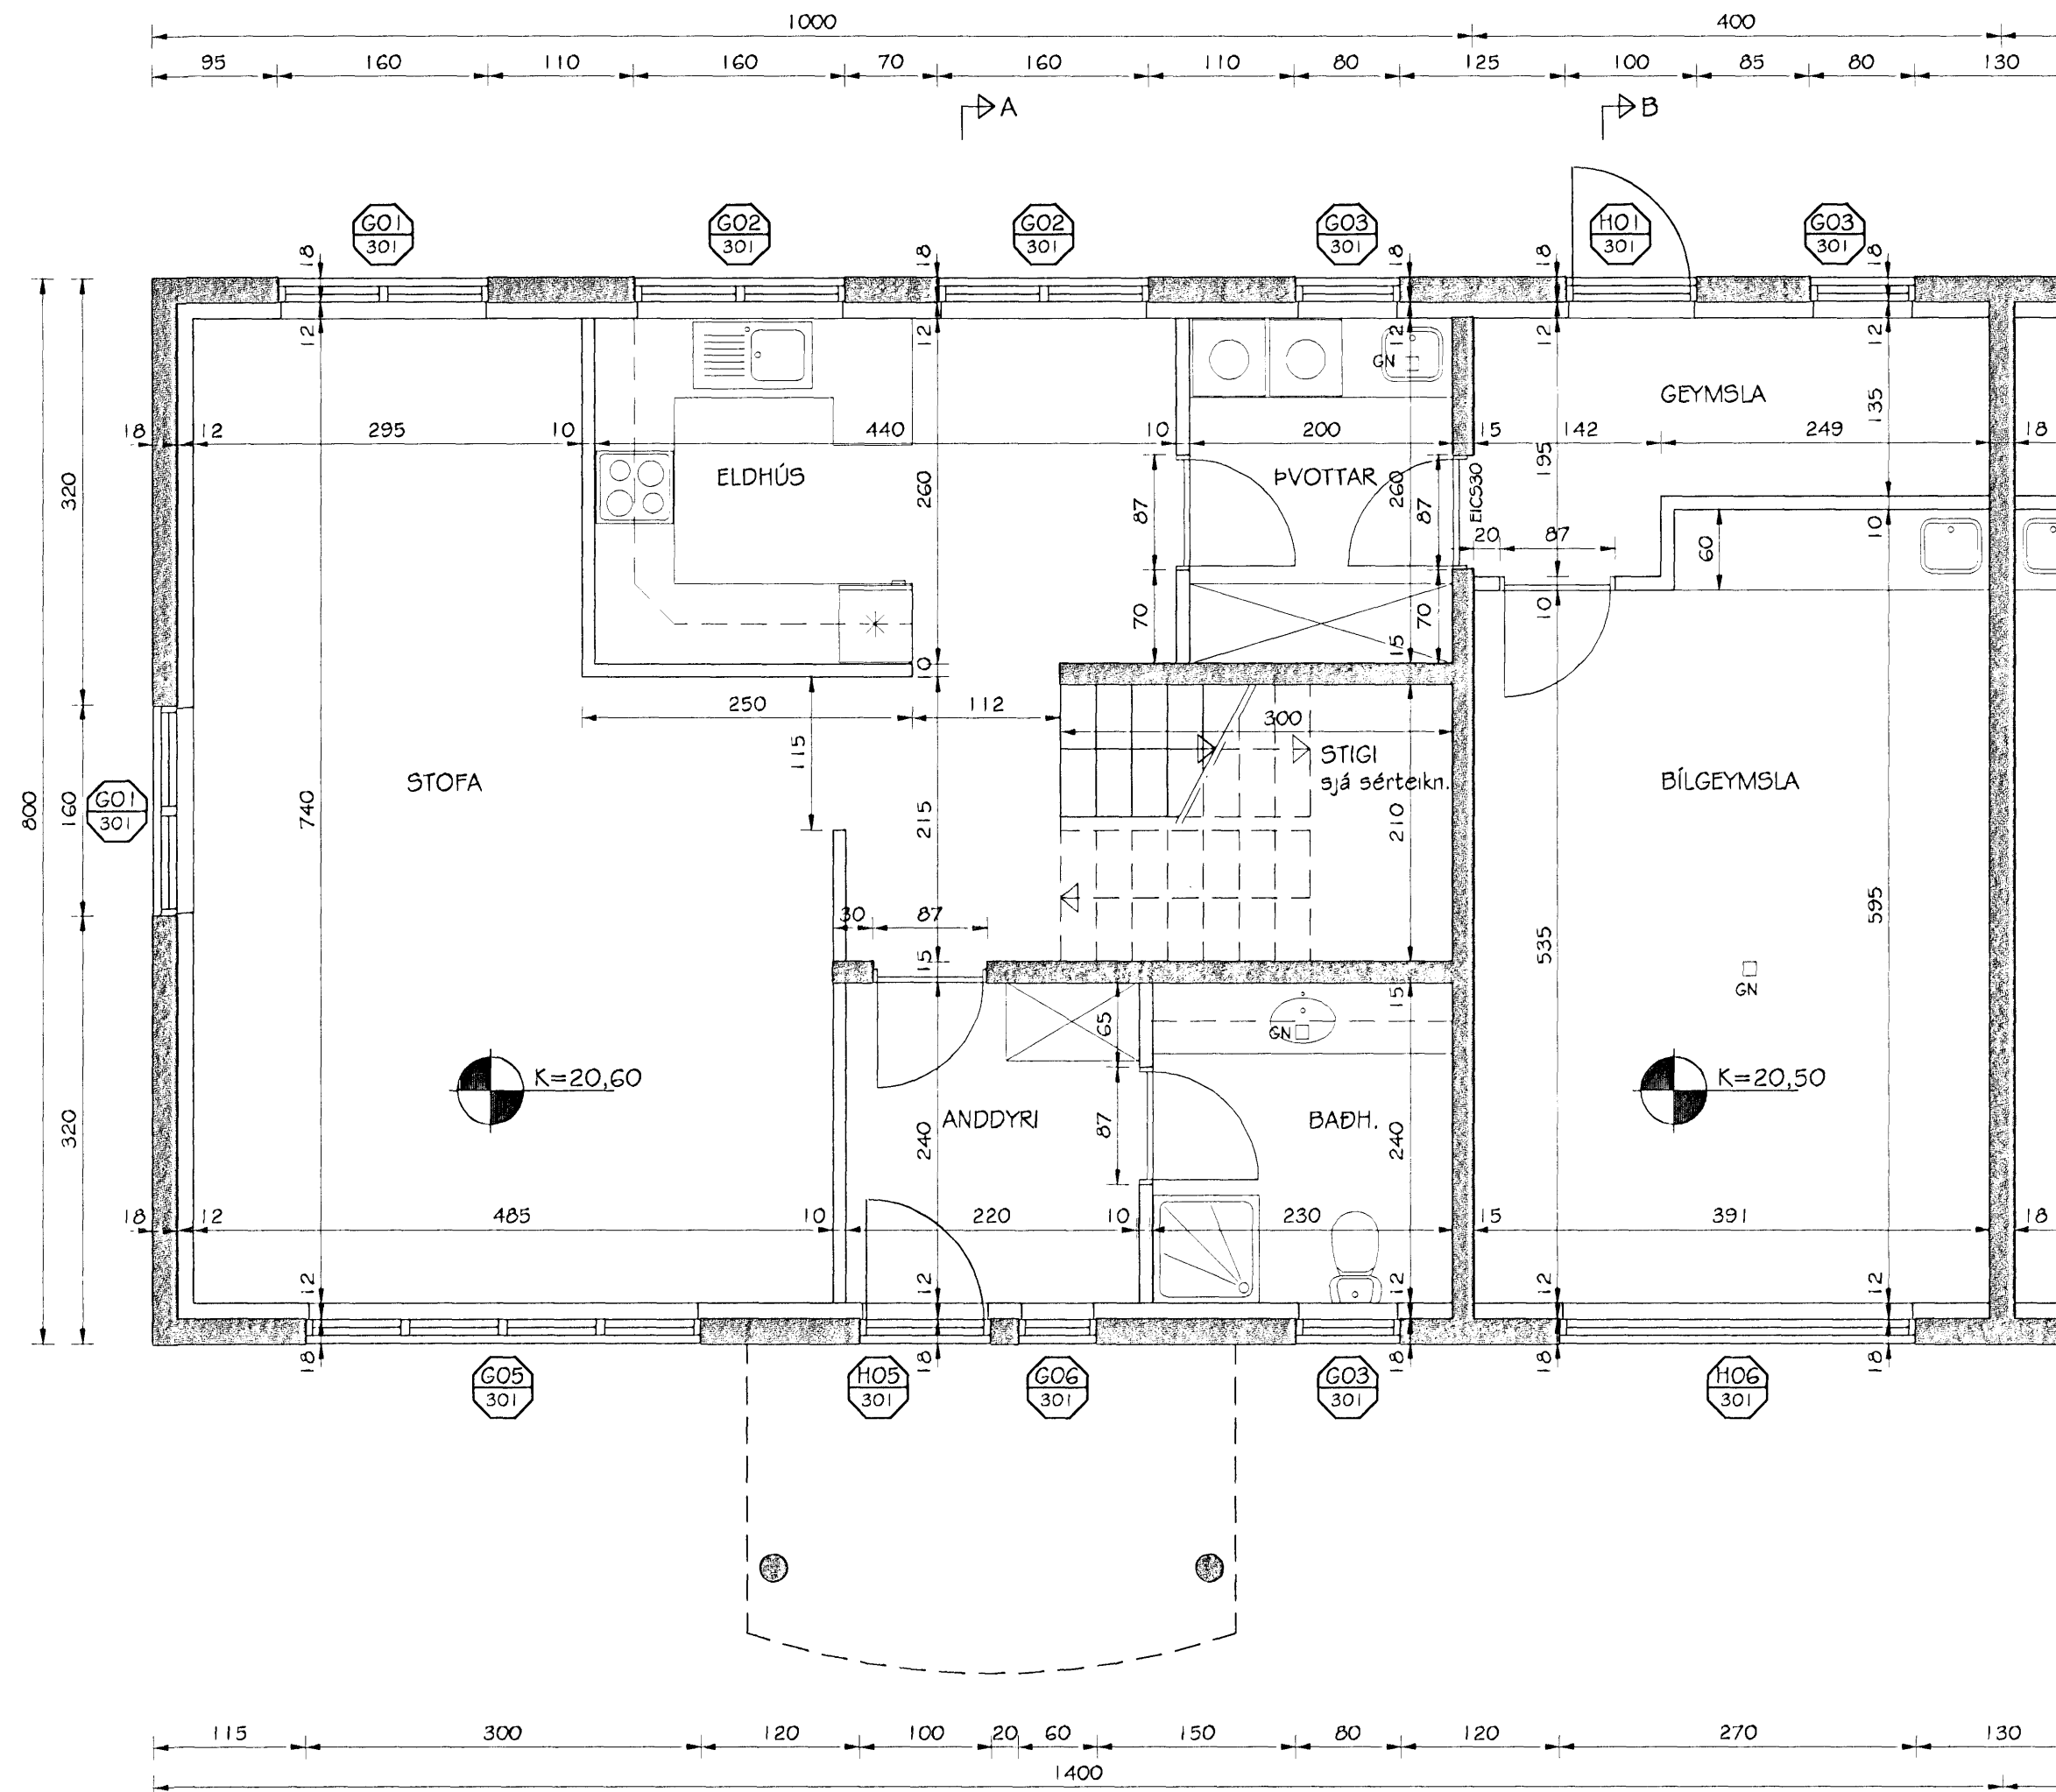 1000 400
95 160 110 160 70 160 110 80 125 100 85 80 130
A B
G01 G02 G02 G03 H01 G03
301 301 301 301 301 301
18 18 18 18 18
12 12 12 12 12
GN
GEYMSLA
135
18 12 295 10 440 10 200 15 142 249 18
195
ELDHÚS
ÞVOTTAR
260 260
EICS30
320
87 87
20 87
60 10
10
70 70
15
10
250 112
300
115
STIGI
sjá sérteikn.
STOFA
BÍLGEYMSLA
G01
301
800 160 740 215 210
595
535
30 87
15
15
GN
65
GN
K=20,60
K=20,50
ANDDYRI
BAÐH.
320
87
240 240
18 12 485 10 220 10 230 15 391 18
12 12 12 12 12
18 18 18 18 18
G05 H05 G06 G03 H06
301 301 301 301 301
115 300 120 100 20 60 150 80 120 270 130
1400